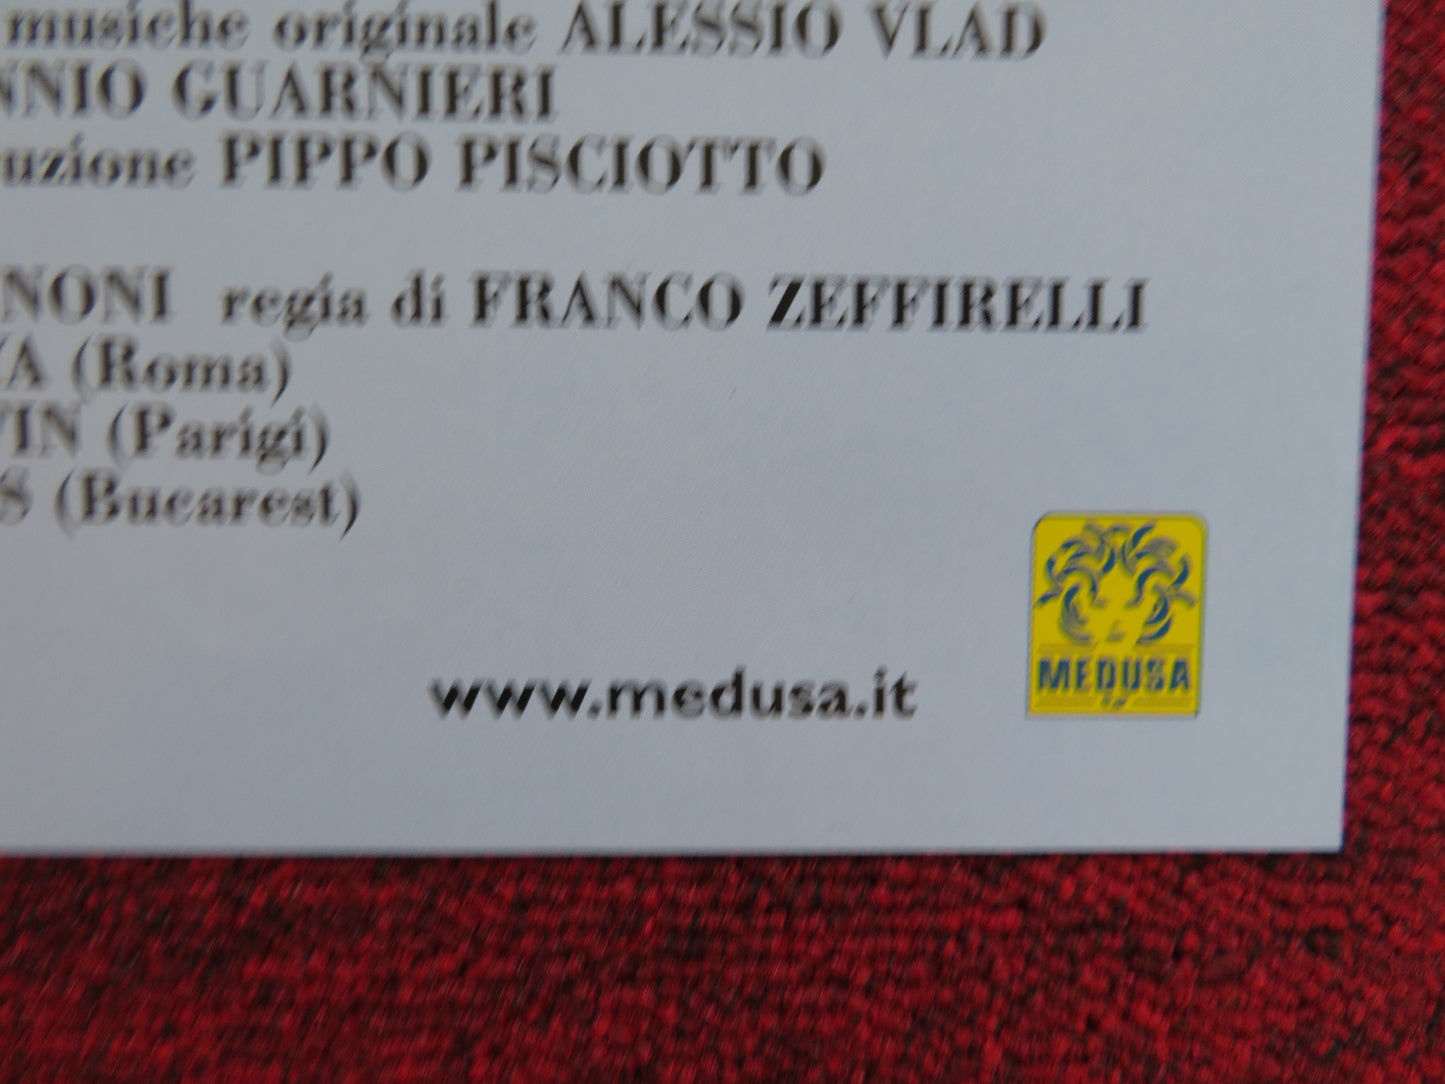 musiche originale ALESSIO VLAD
NNIO GUARNIERI
uzione PIPPO PISCIOTTO
NONI regia di FRANCO ZEFFIRELLI
A (Roma)
VIN (Parigi)
S (Bucarest)
www.medusa.it
MEDUSA